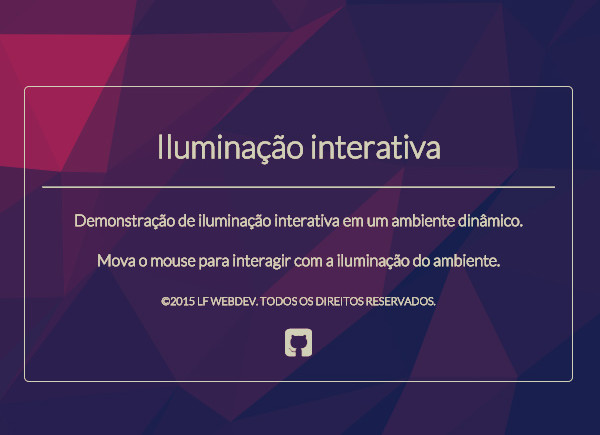 Iluminação interativa
Demonstração de iluminação interativa em um ambiente dinâmico.
Mova o mouse para interagir com a iluminação do ambiente.
©2015 LF WEBDEV. TODOS OS DIREITOS RESERVADOS.